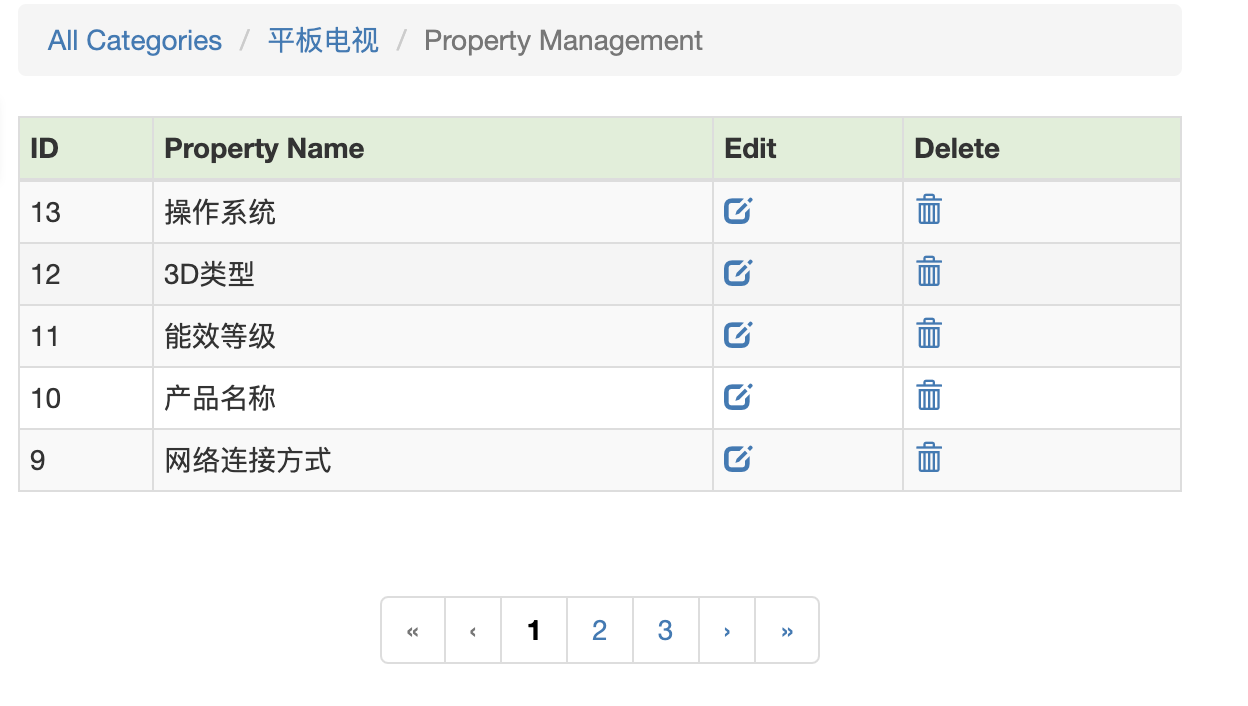 All Categories / 平板电视 / Property Management
ID Property Name Edit Delete
13 操作系统
12 3D类型
11 能效等级
10 产品名称
9 网络连接方式
« ‹ 1 2 3 › »